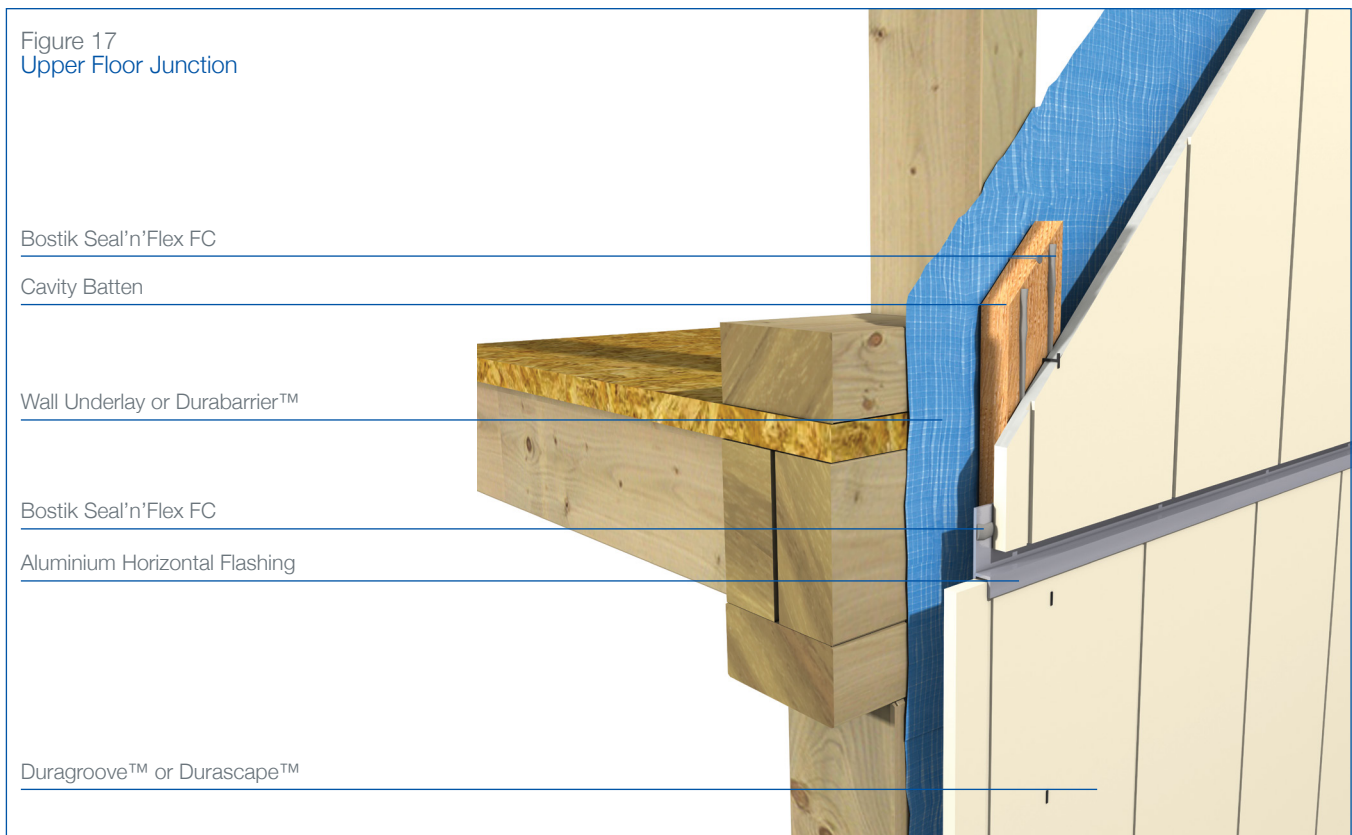 Figure 17
Upper Floor Junction
Bostik Seal’n’Flex FC
Cavity Batten
Wall Underlay or Durabarrier™
Bostik Seal’n’Flex FC
Aluminium Horizontal Flashing
Duragroove™ or Durascape™